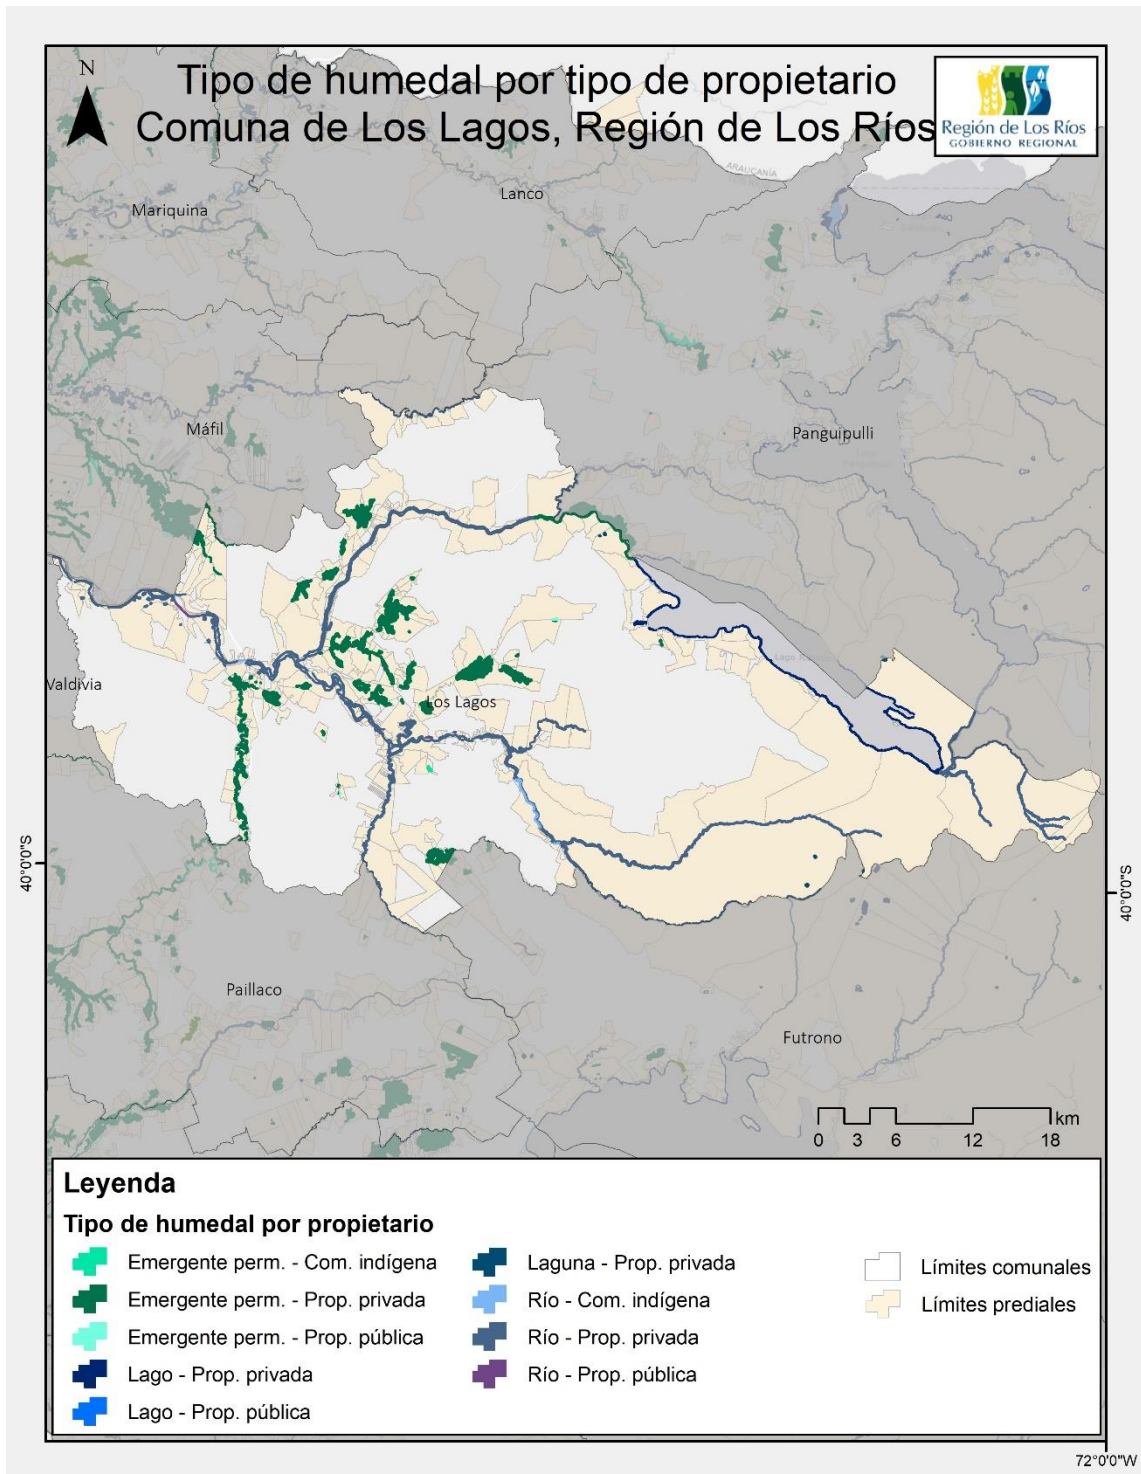 N
Tipo de humedal por tipo de propietario
Comuna de Los Lagos, Región de Los Ríos
Región de Los Ríos
GOBIERNO REGIONAL
ARAUCANÍA
Lanco
Mariquina
Máfil
Panguipulli
Valdivia
Los Lagos
40°0'0"S
40°0'0"S
Paillaco
Futrono
km
0 3 6 12 18
Leyenda
Tipo de humedal por propietario
Emergente perm. - Com. indígena
Emergente perm. - Prop. privada
Emergente perm. - Prop. pública
Lago - Prop. privada
Lago - Prop. pública
Laguna - Prop. privada
Río - Com. indígena
Río - Prop. privada
Río - Prop. pública
Límites comunales
Límites prediales
72°0'0"W